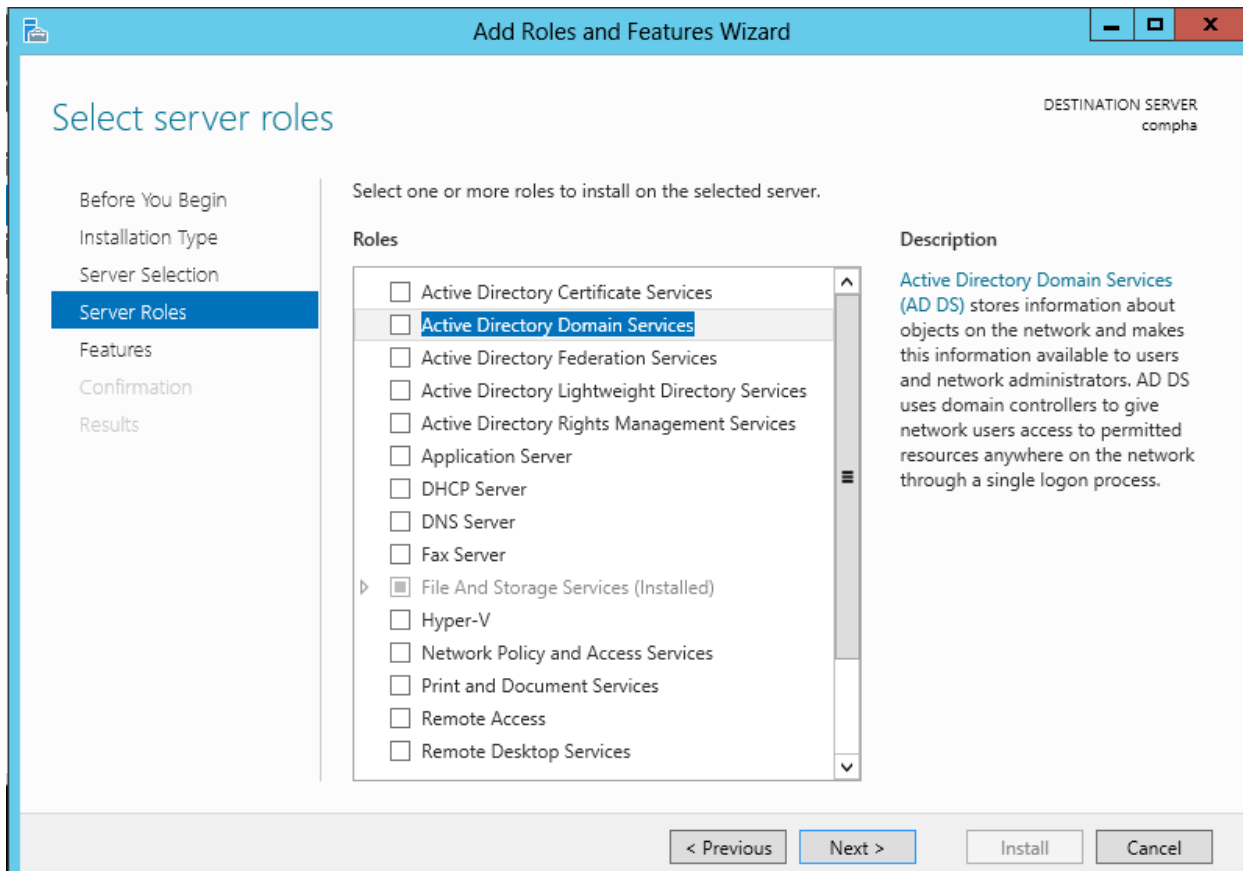 Add Roles and Features Wizard
Select server roles
DESTINATION SERVER
compha
Before You Begin
Installation Type
Server Selection
Server Roles
Features
Confirmation
Results
Select one or more roles to install on the selected server.
Roles
Active Directory Certificate Services
Active Directory Domain Services
Active Directory Federation Services
Active Directory Lightweight Directory Services
Active Directory Rights Management Services
Application Server
DHCP Server
DNS Server
Fax Server
File And Storage Services (Installed)
Hyper-V
Network Policy and Access Services
Print and Document Services
Remote Access
Remote Desktop Services
Description
Active Directory Domain Services
(AD DS) stores information about
objects on the network and makes
this information available to users
and network administrators. AD DS
uses domain controllers to give
network users access to permitted
resources anywhere on the network
through a single logon process.
< Previous
Next >
Install
Cancel